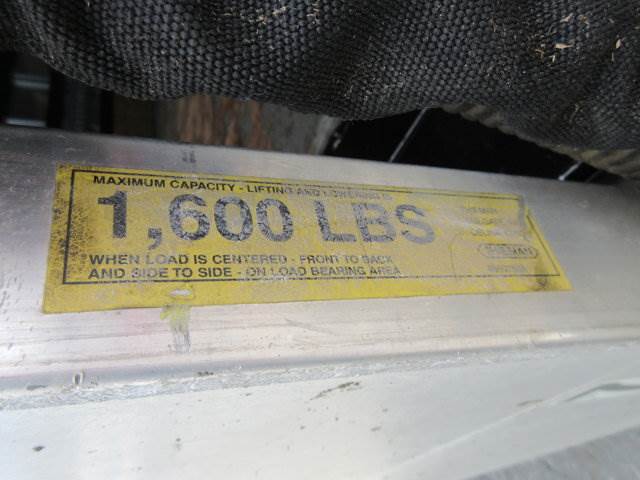 MAXIMUM CAPACITY - LIFTING AND LOWERING IS
1,600 LBS
WHEN LOAD IS CENTERED - FRONT TO BACK
AND SIDE TO SIDE - ON LOAD BEARING AREA